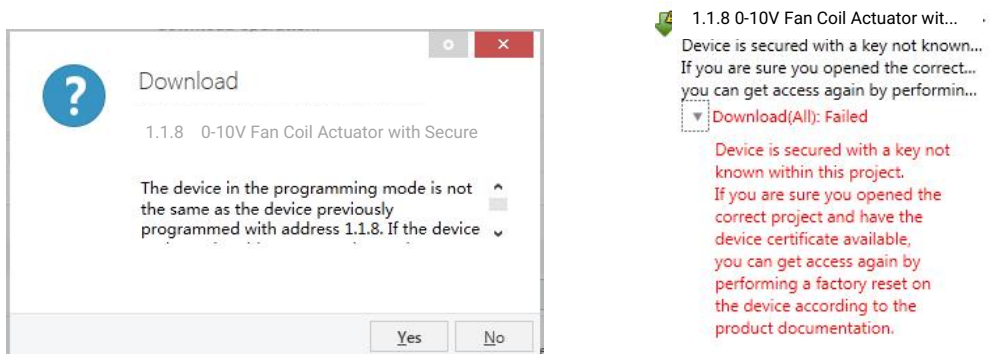 Download
1.1.8 0-10V Fan Coil Actuator with Secure
The device in the programming mode is not
the same as the device previously
programmed with address 1.1.8. If the device
Yes
No
1.1.8 0-10V Fan Coil Actuator wit...
Device is secured with a key not known...
If you are sure you opened the correct...
you can get access again by performin...
Download(All): Failed
Device is secured with a key not
known within this project.
If you are sure you opened the
correct project and have the
device certificate available,
you can get access again by
performing a factory reset on
the device according to the
product documentation.